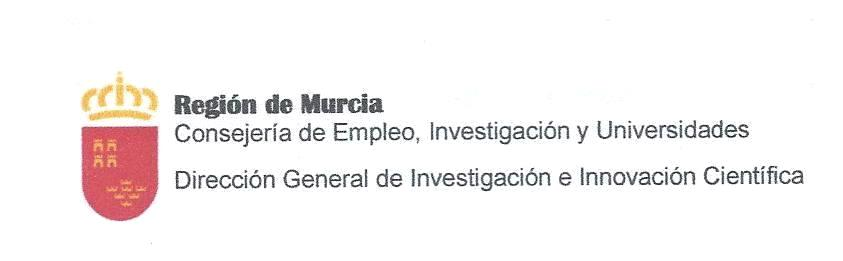 Región de Murcia
Consejería de Empleo, Investigación y Universidades
Dirección General de Investigación e Innovación Científica